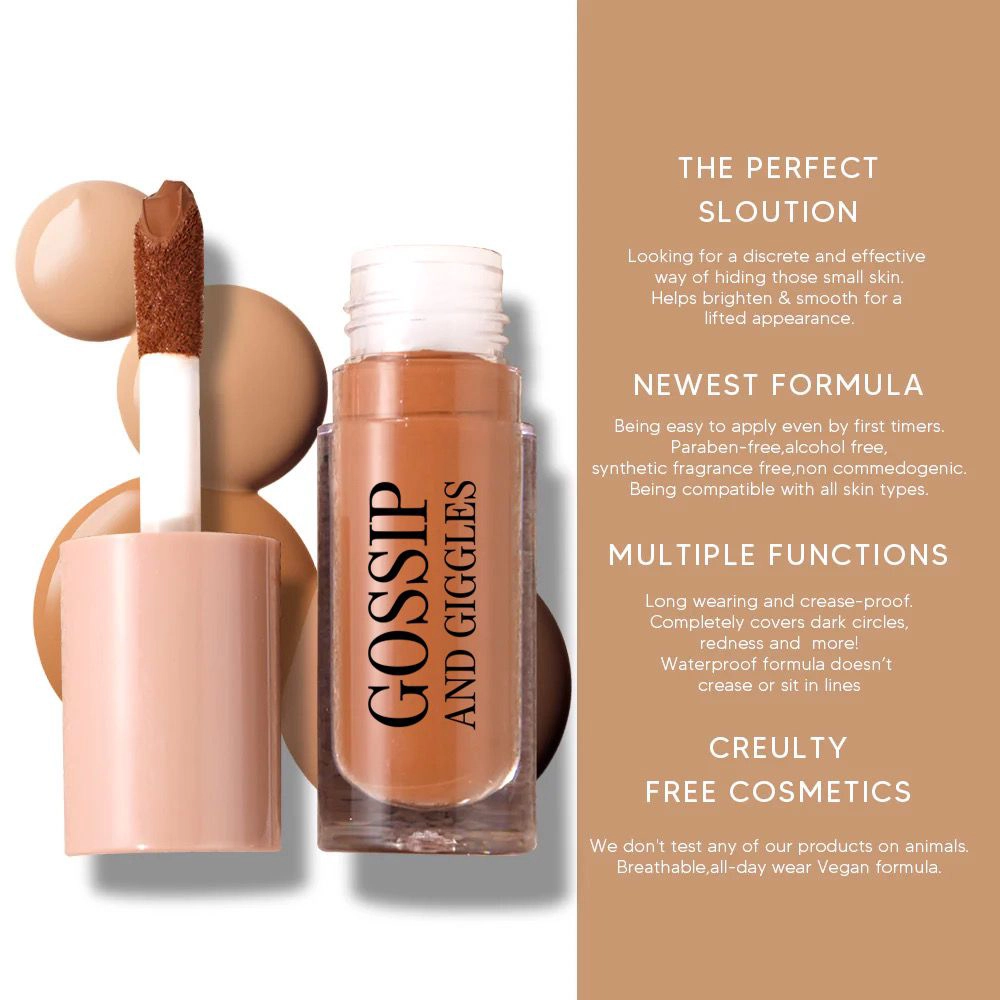 GOSSIP
AND GIGGLES
THE PERFECT
SLOUTION
Looking for a discrete and effective
way of hiding those small skin.
Helps brighten & smooth for a
lifted appearance.
NEWEST FORMULA
Being easy to apply even by first timers.
Paraben-free,alcohol free,
synthetic fragrance free,non commedogenic.
Being compatible with all skin types.
MULTIPLE FUNCTIONS
Long wearing and crease-proof.
Completely covers dark circles,
redness and  more!
Waterproof formula doesn’t
crease or sit in lines
CREULTY
FREE COSMETICS
We don't test any of our products on animals.
Breathable,all-day wear Vegan formula.